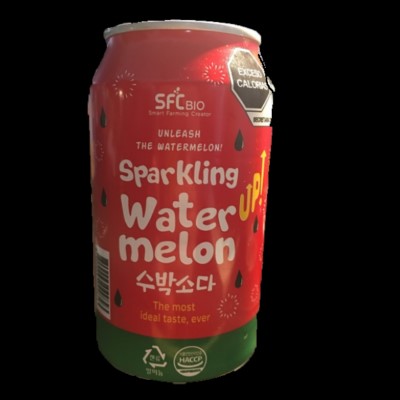 EXCESO
CALORÍAS
SFC BIO
Smart Farming Creator
UNLEASH
THE WATERMELON!
Sparkling
UP!
Water
melon
수박소다
The most
ideal taste, ever
HACCP